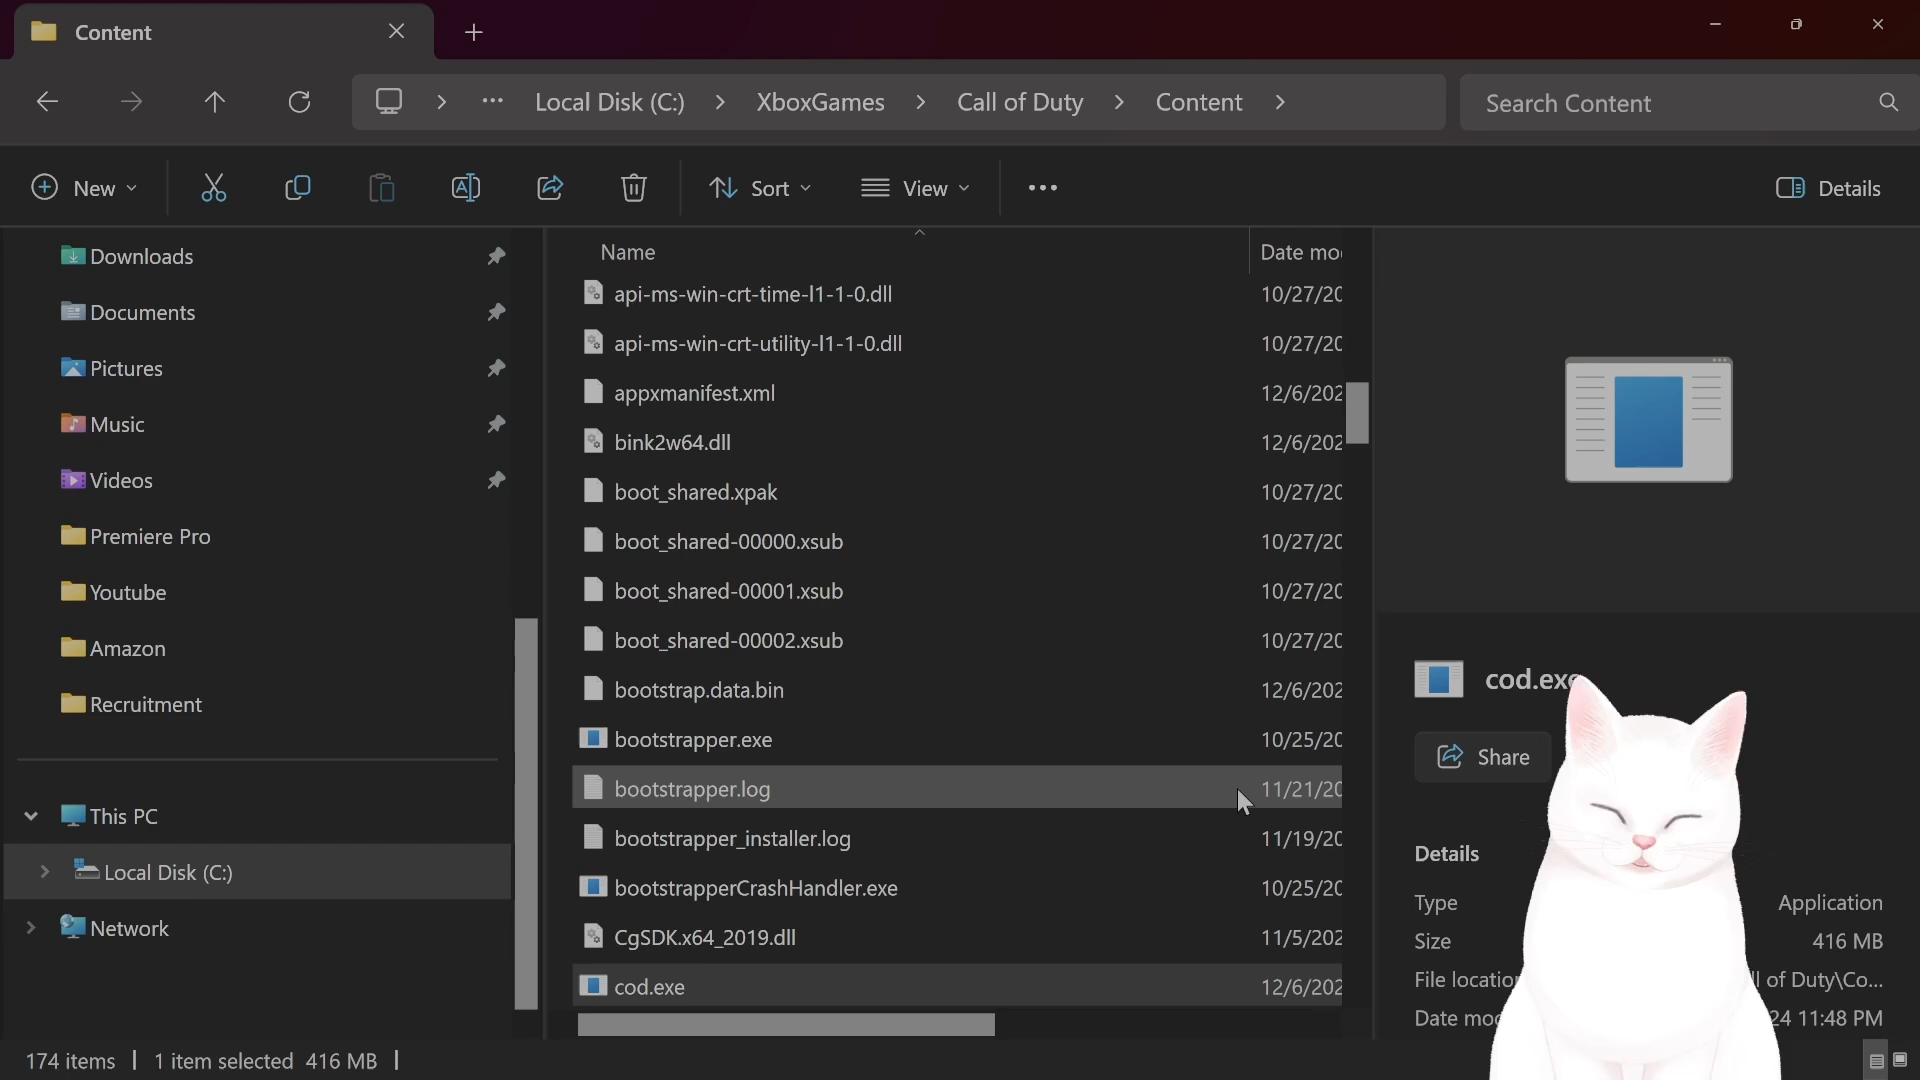 Content
Local Disk (C:) > XboxGames > Call of Duty > Content >
Search Content
New
Sort
View
Details
Downloads
Documents
Pictures
Music
Videos
Premiere Pro
Youtube
Amazon
Recruitment
This PC
Local Disk (C:)
Network
Name Date mo
api-ms-win-crt-time-l1-1-0.dll 10/27/20
api-ms-win-crt-utility-l1-1-0.dll 10/27/20
appxmanifest.xml 12/6/202
bink2w64.dll 12/6/202
boot_shared.xpak 10/27/20
boot_shared-00000.xsub 10/27/20
boot_shared-00001.xsub 10/27/20
boot_shared-00002.xsub 10/27/20
bootstrap.data.bin 12/6/202
bootstrapper.exe 10/25/20
bootstrapper.log 11/21/20
bootstrapper_installer.log 11/19/20
bootstrapperCrashHandler.exe 10/25/20
CgSDK.x64_2019.dll 11/5/202
cod.exe 12/6/202
cod.exe
Share
Details
Type Application
Size 416 MB
File location l of Duty\Co...
Date mo 24 11:48 PM
174 items | 1 item selected 416 MB |